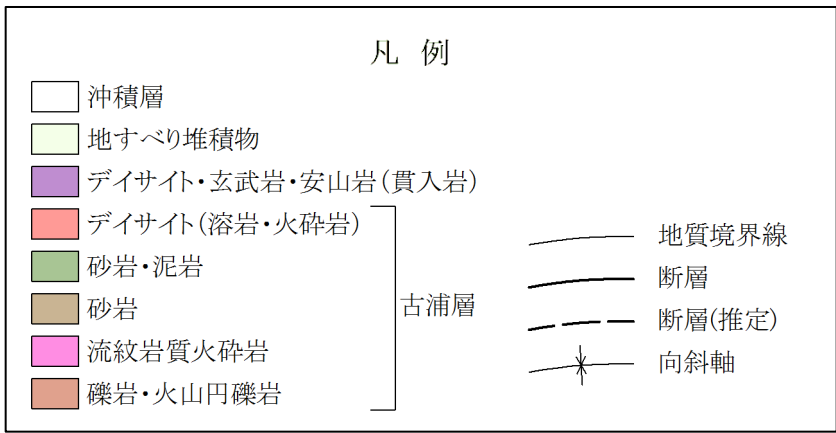 凡 例
沖積層
地すべり堆積物
デイサイト・玄武岩・安山岩(貫入岩)
デイサイト(溶岩・火砕岩)
砂岩・泥岩
砂岩
流紋岩質火砕岩
礫岩・火山円礫岩
古浦層
地質境界線
断層
断層(推定)
向斜軸